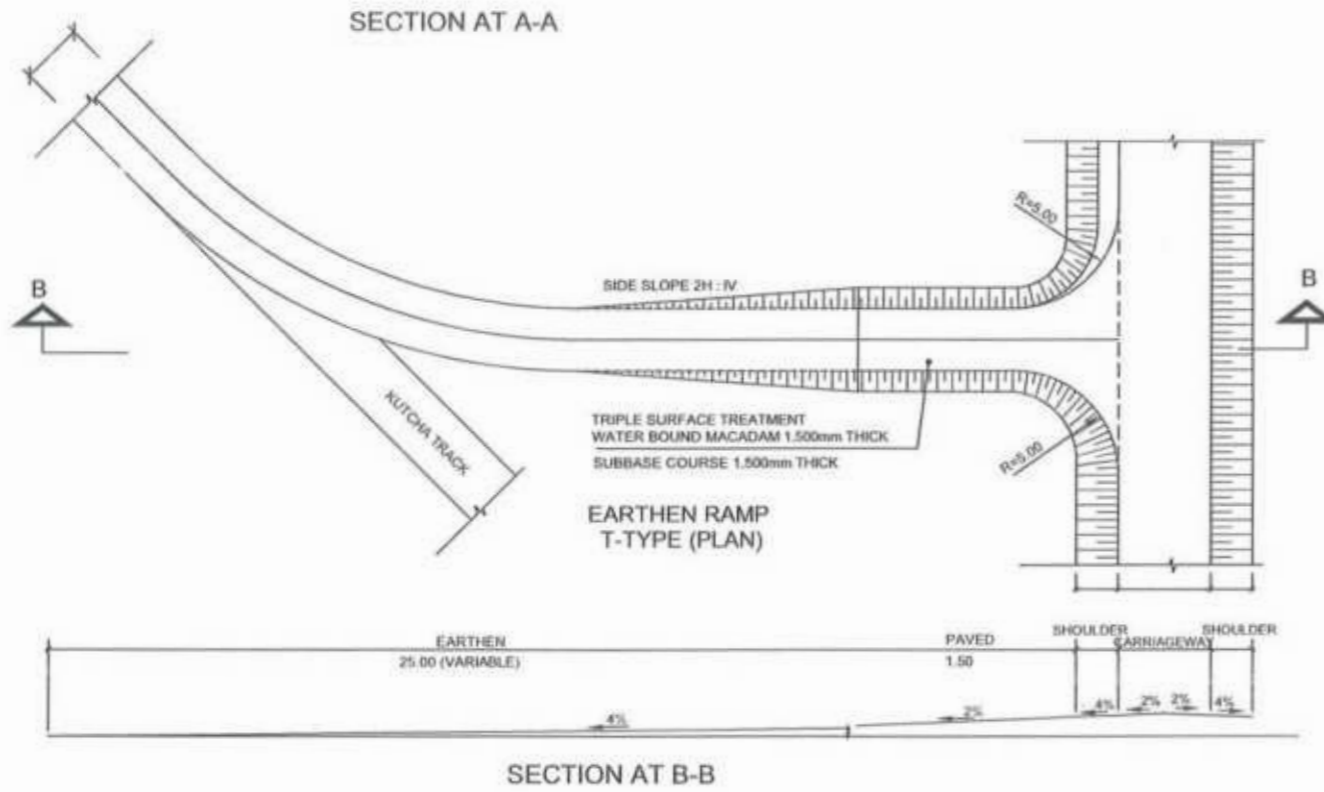 SECTION AT A-A
R=5.00
B
B
SIDE SLOPE 2H : IV
KUTCHA TRACK
TRIPLE SURFACE TREATMENT
WATER BOUND MACADAM 1.500mm THICK
SUBBASE COURSE 1.500mm THICK
R=5.00
EARTHEN RAMP
T-TYPE (PLAN)
EARTHEN
PAVED
SHOULDER
CARRIAGEWAY
SHOULDER
25.00 (VARIABLE)
1.50
4%
2%
4%
2%
2%
4%
SECTION AT B-B